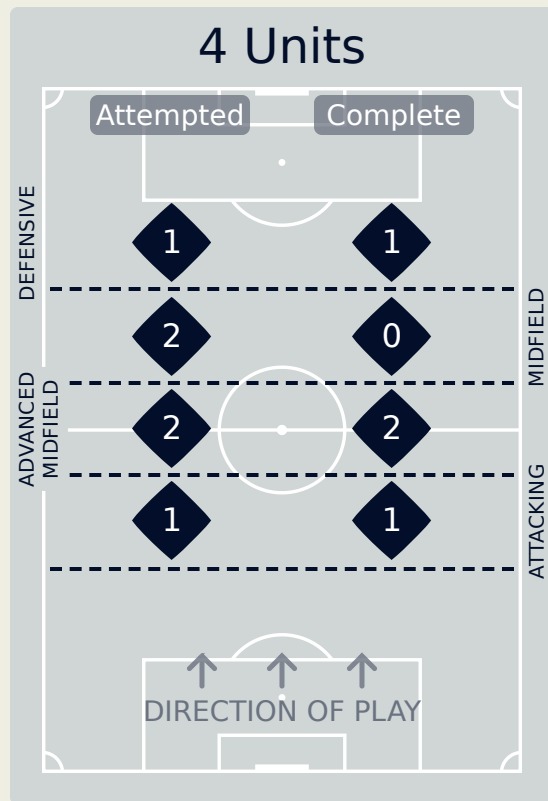 4 Units
Attempted Complete
DEFENSIVE
1 1
MIDFIELD
2 0
ADVANCED
MIDFIELD
2 2
ATTACKING
1 1
DIRECTION OF PLAY